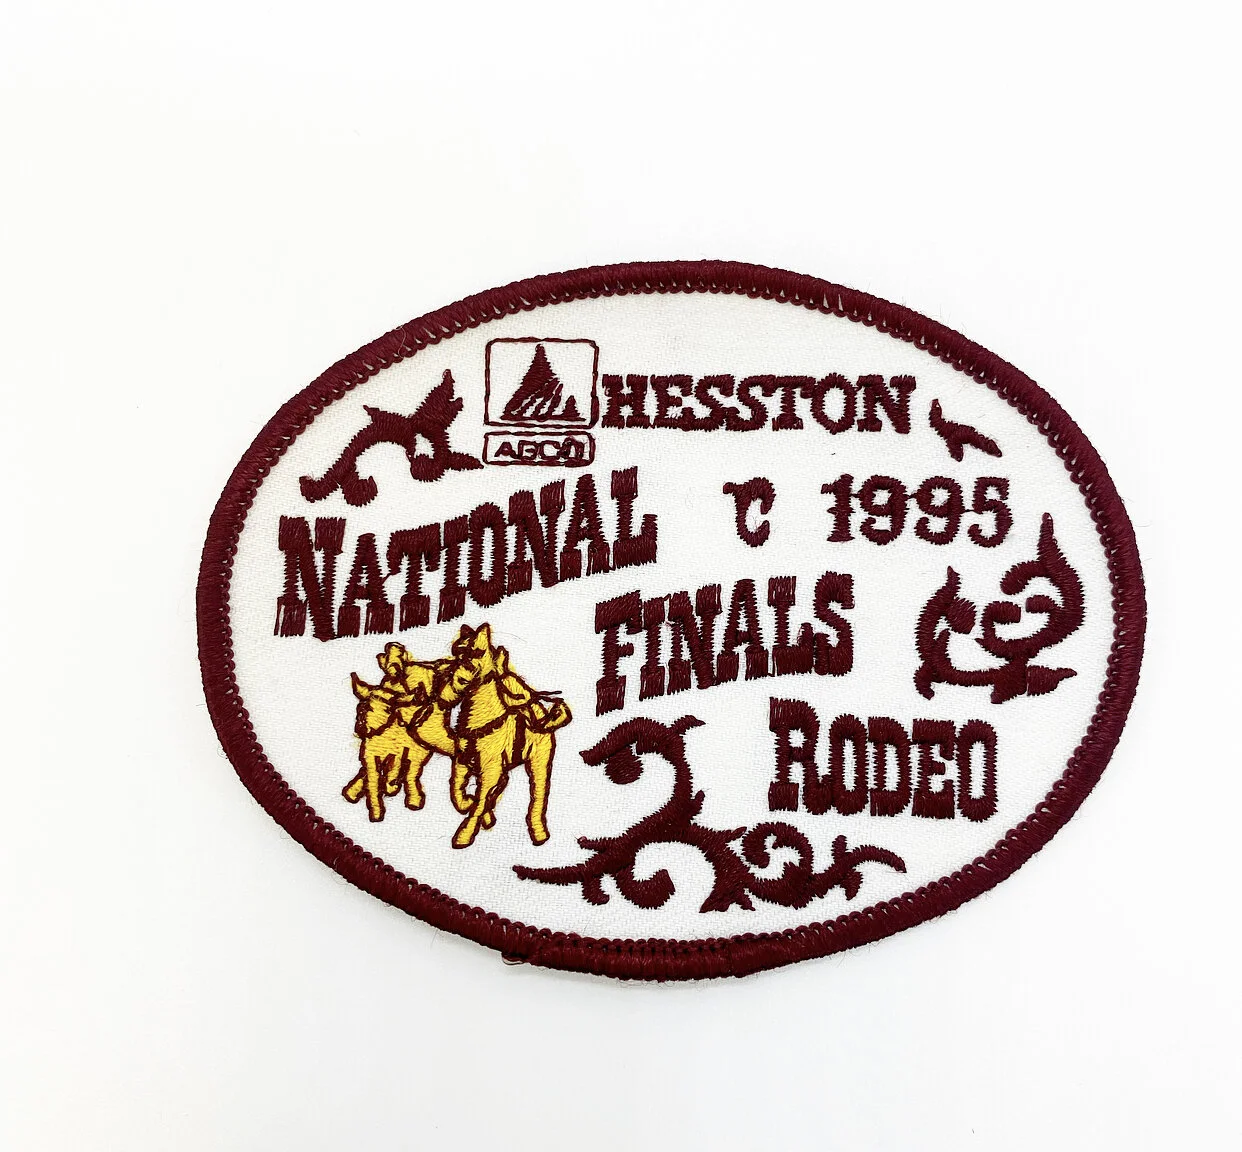 HESSTON
AGCO
NATIONAL C 1995
FINALS
RODEO